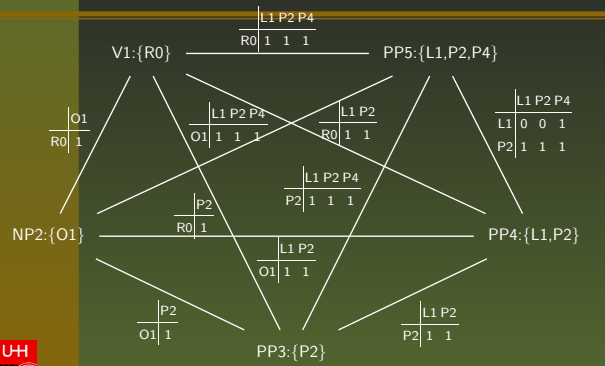 L1 P2 P4
R0 1 1 1
V1:{R0}
PP5:{L1,P2,P4}
O1
R0 1
L1 P2 P4
O1 1 1 1
L1 P2
R0 1 1
L1 P2 P4
L1 0 0 1
P2 1 1 1
L1 P2 P4
P2 1 1 1
P2
R0 1
NP2:{O1}
PP4:{L1,P2}
L1 P2
O1 1 1
P2
O1 1
L1 P2
P2 1 1
PP3:{P2}
UH